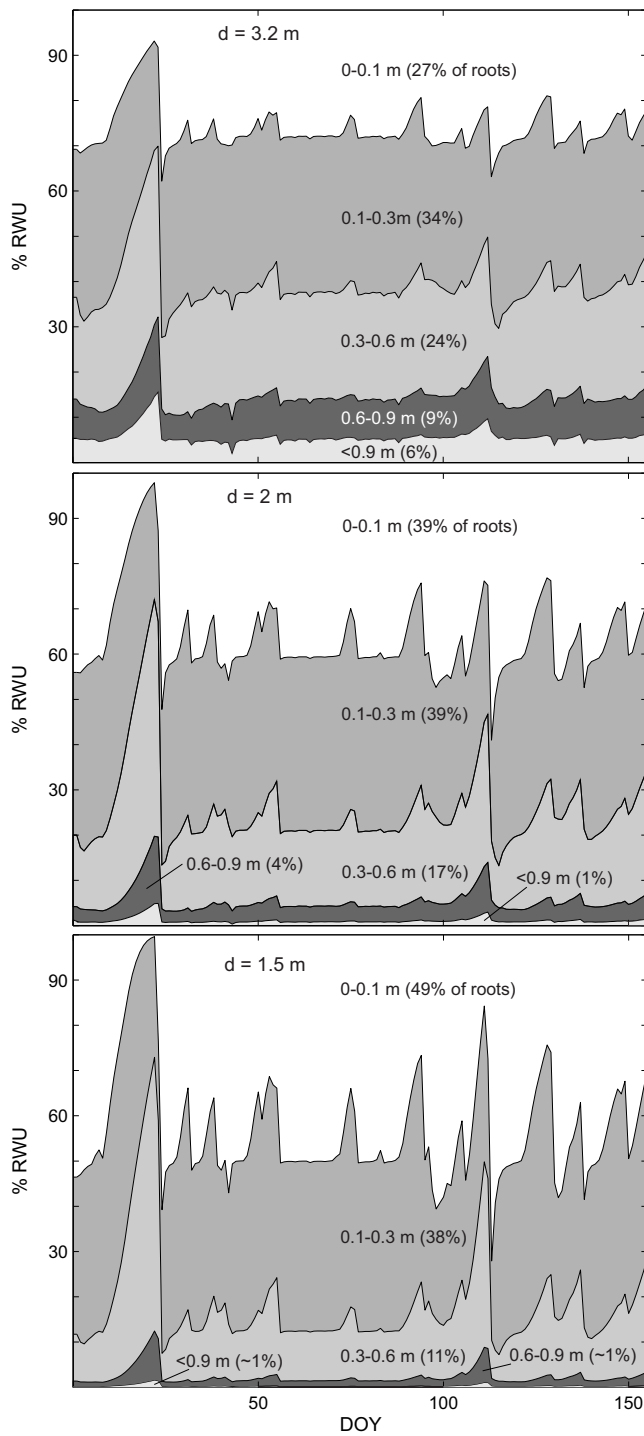 d = 3.2 m
0-0.1 m (27% of roots)
90
0.1-0.3m (34%)
60
% RWU
0.3-0.6 m (24%)
30
0.6-0.9 m (9%)
<0.9 m (6%)
d = 2 m
0-0.1 m (39% of roots)
90
60
% RWU
0.1-0.3 m (39%)
30
0.6-0.9 m (4%)
0.3-0.6 m (17%)
<0.9 m (1%)
d = 1.5 m
0-0.1 m (49% of roots)
90
60
% RWU
0.1-0.3 m (38%)
30
<0.9 m (~1%)
0.3-0.6 m (11%)
0.6-0.9 m (~1%)
50
100
150
DOY